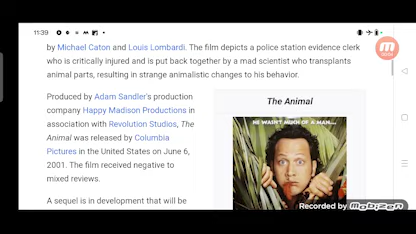 11:39
by Michael Caton and Louis Lombardi. The film depicts a police station evidence clerk
who is critically injured and is put back together by a mad scientist who transplants
animal parts, resulting in strange animalistic changes to his behavior.
Produced by Adam Sandler's production
company Happy Madison Productions in
association with Revolution Studios, The
Animal was released by Columbia
Pictures in the United States on June 6,
2001. The film received negative to
mixed reviews.
A sequel is in development that will be
The Animal
HE WASN'T MUCH OF A MAN...
Recorded by MOBIZEN